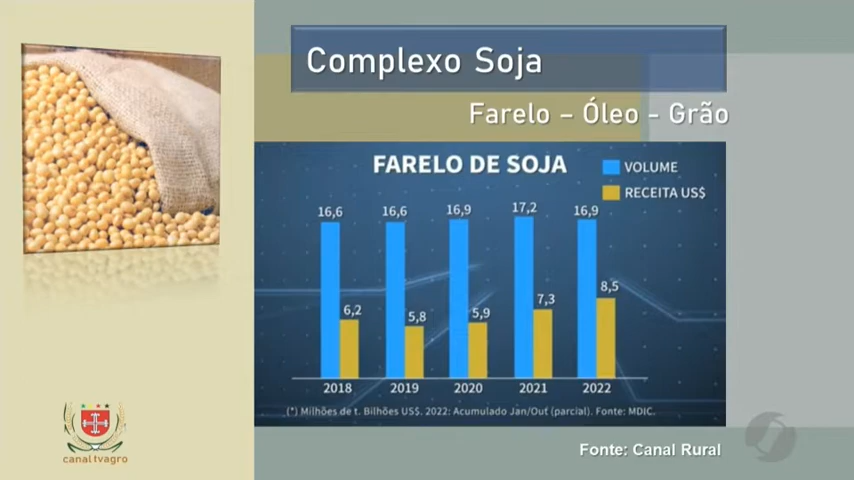 Complexo Soja
Farelo – Óleo – Grão
FARELO DE SOJA
VOLUME
RECEITA US$
16,6 16,6 16,9 17,2 16,9
6,2 5,8 5,9 7,3 8,5
2018 2019 2020 2021 2022
(*) Milhões de t. Bilhões US$. 2022: Acumulado Jan/Out (parcial). Fonte: MDIC.
canaltvagro
Fonte: Canal Rural